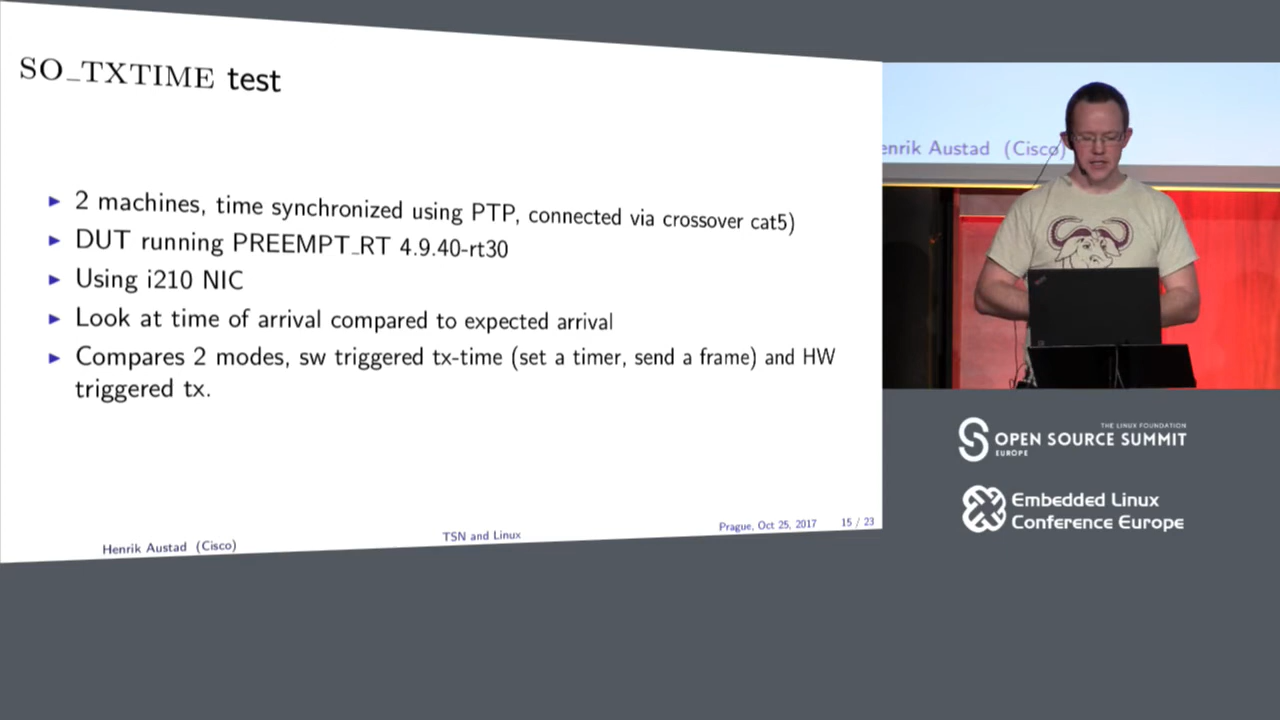 SO_TXTIME test
2 machines, time synchronized using PTP, connected via crossover cat5)
DUT running PREEMPT_RT 4.9.40-rt30
Using i210 NIC
Look at time of arrival compared to expected arrival
Compares 2 modes, sw triggered tx-time (set a timer, send a frame) and HW
triggered tx.
Henrik Austad (Cisco)
TSN and Linux
Prague, Oct 25, 2017
15 / 23
enrik Austad (Cisco)
THE LINUX FOUNDATION
OPEN SOURCE SUMMIT
EUROPE
Embedded Linux
Conference Europe